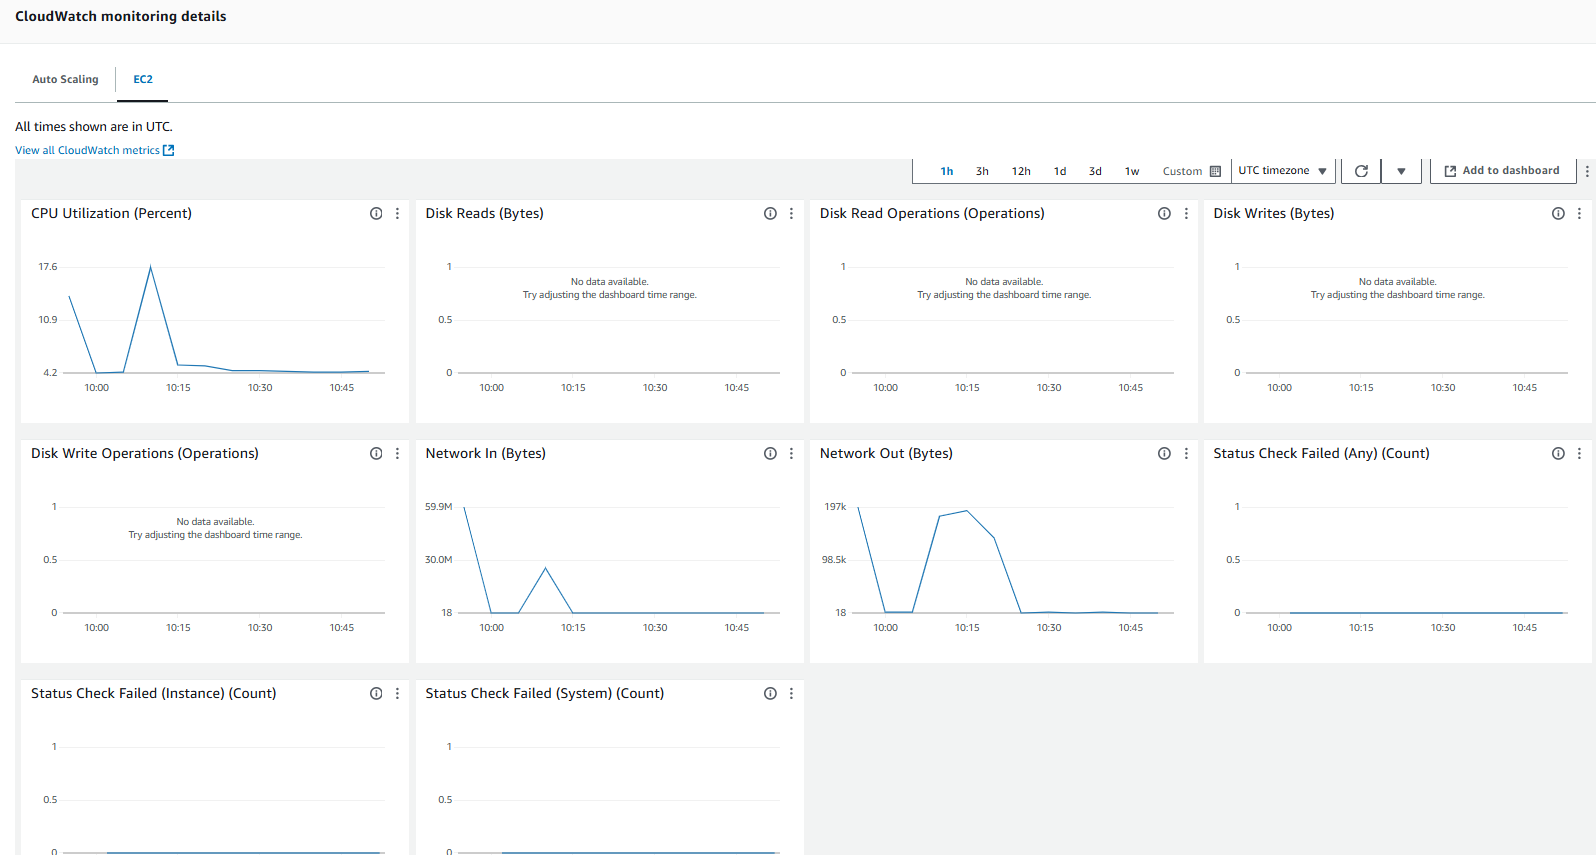 CloudWatch monitoring details
Auto Scaling
EC2
All times shown are in UTC.
View all CloudWatch metrics
1h 3h 12h 1d 3d 1w Custom UTC timezone Add to dashboard
CPU Utilization (Percent)
17.6
10.9
4.2
10:00 10:15 10:30 10:45
Disk Reads (Bytes)
1
No data available.
Try adjusting the dashboard time range.
0.5
0
10:00 10:15 10:30 10:45
Disk Read Operations (Operations)
1
No data available.
Try adjusting the dashboard time range.
0.5
0
10:00 10:15 10:30 10:45
Disk Writes (Bytes)
1
No data available.
Try adjusting the dashboard time range.
0.5
0
10:00 10:15 10:30 10:45
Disk Write Operations (Operations)
1
No data available.
Try adjusting the dashboard time range.
0.5
0
10:00 10:15 10:30 10:45
Network In (Bytes)
59.9M
30.0M
18
10:00 10:15 10:30 10:45
Network Out (Bytes)
197k
98.5k
18
10:00 10:15 10:30 10:45
Status Check Failed (Any) (Count)
1
0.5
0
10:00 10:15 10:30 10:45
Status Check Failed (Instance) (Count)
1
0.5
0
Status Check Failed (System) (Count)
1
0.5
0